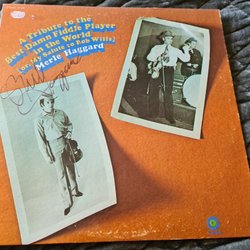 A Tribute to the
Best Damn Fiddle Player
in the World
(or, My Salute to Bob Wills)
Merle Haggard